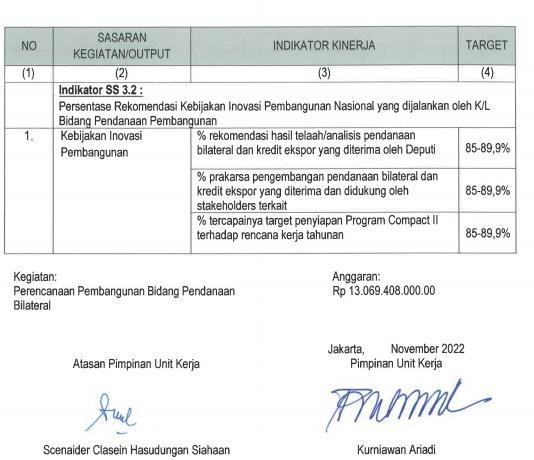 NO
SASARAN
KEGIATAN/OUTPUT
INDIKATOR KINERJA
TARGET
(1)
(2)
(3)
(4)
Indikator SS 3.2 :
Persentase Rekomendasi Kebijakan Inovasi Pembangunan Nasional yang dijalankan oleh K/L
Bidang Pendanaan Pembangunan
1.
Kebijakan Inovasi
Pembangunan
% rekomendasi hasil telaah/analisis pendanaan
bilateral dan kredit ekspor yang diterima oleh Deputi
85-89,9%
% prakarsa pengembangan pendanaan bilateral dan
kredit ekspor yang diterima dan didukung oleh
stakeholders terkait
85-89,9%
% tercapainya target penyiapan Program Compact II
terhadap rencana kerja tahunan
85-89,9%
Kegiatan:
Perencanaan Pembangunan Bidang Pendanaan
Bilateral
Anggaran:
Rp 13.069.408.000.00
Jakarta, November 2022
Atasan Pimpinan Unit Kerja
Pimpinan Unit Kerja
Scenaider Clasein Hasudungan Siahaan
Kurniawan Ariadi